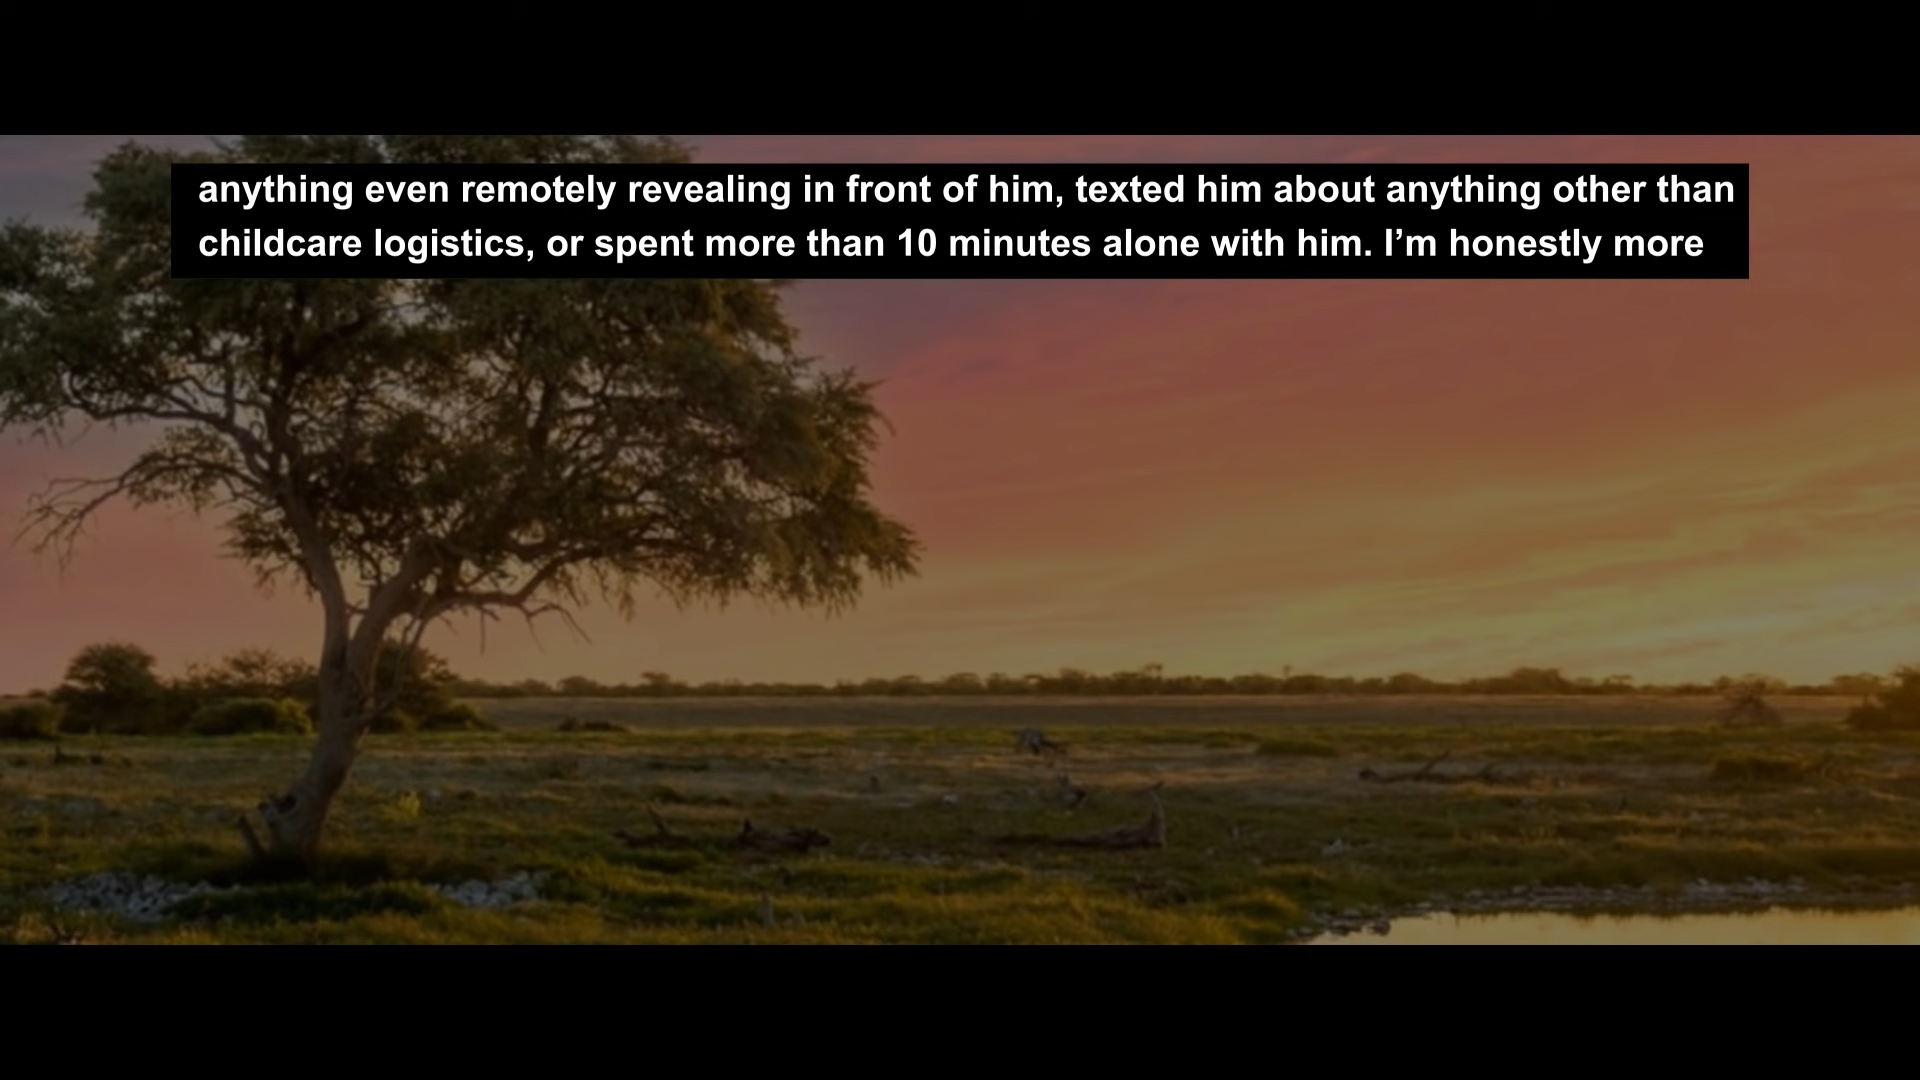 anything even remotely revealing in front of him, texted him about anything other than
childcare logistics, or spent more than 10 minutes alone with him. I’m honestly more